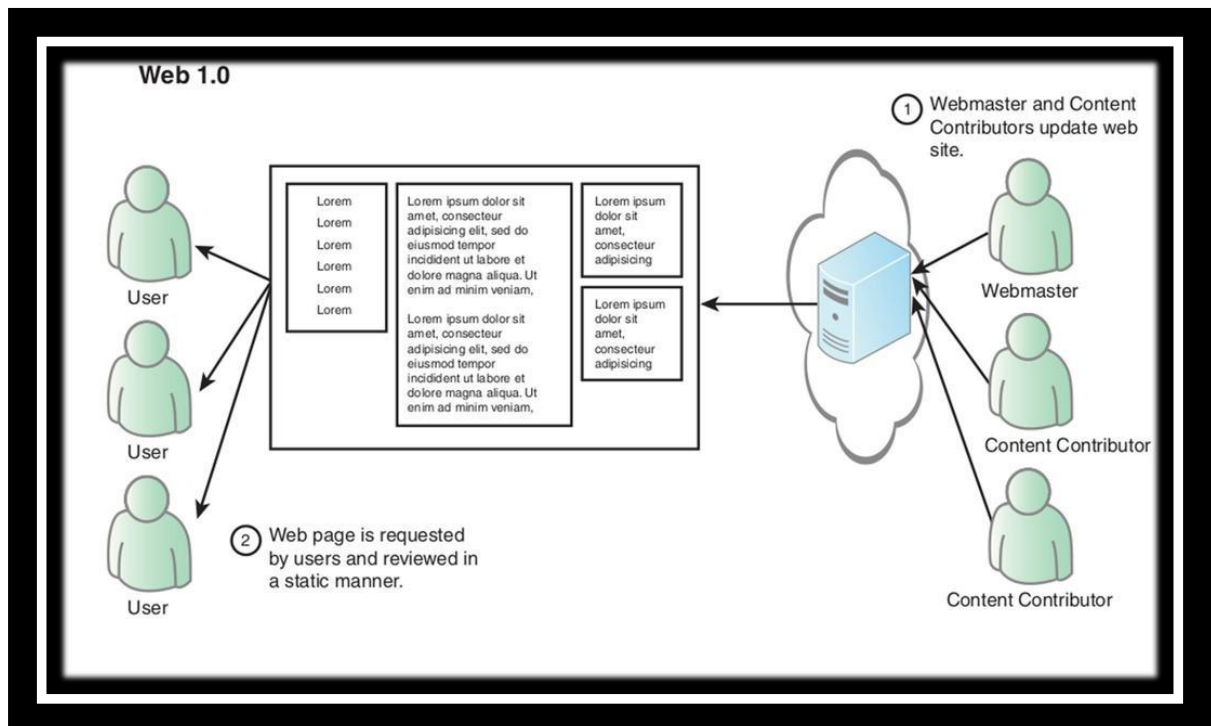 Web 1.0
1
Webmaster and Content
Contributors update web
site.
Lorem
Lorem
Lorem
Lorem
Lorem
Lorem
Lorem ipsum dolor sit
amet, consecteur
adipisicing elit, sed do
eiusmod tempor
incidident ut labore et
dolore magna aliqua. Ut
enim ad minim veniam,
Lorem ipsum dolor sit
amet, consecteur
adipisicing elit, sed do
eiusmod tempor
incidident ut labore et
dolore magna aliqua. Ut
enim ad minim veniam,
Lorem ipsum
dolor sit
amet,
consecteur
adipisicing
Lorem ipsum
dolor sit
amet,
consecteur
adipisicing
User
User
User
Webmaster
Content Contributor
Content Contributor
2
Web page is requested
by users and reviewed in
a static manner.